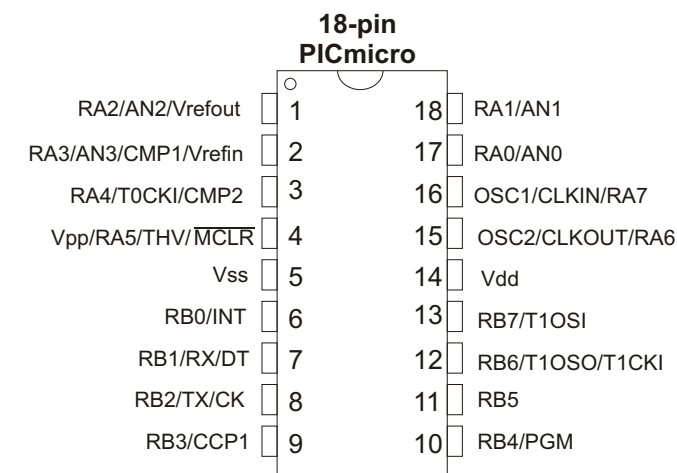 18-pin
PICmicro
RA2/AN2/Vrefout 1 18 RA1/AN1
RA3/AN3/CMP1/Vrefin 2 17 RA0/AN0
RA4/T0CKI/CMP2 3 16 OSC1/CLKIN/RA7
Vpp/RA5/THV/MCLR 4 15 OSC2/CLKOUT/RA6
Vss 5 14 Vdd
RB0/INT 6 13 RB7/T1OSI
RB1/RX/DT 7 12 RB6/T1OSO/T1CKI
RB2/TX/CK 8 11 RB5
RB3/CCP1 9 10 RB4/PGM